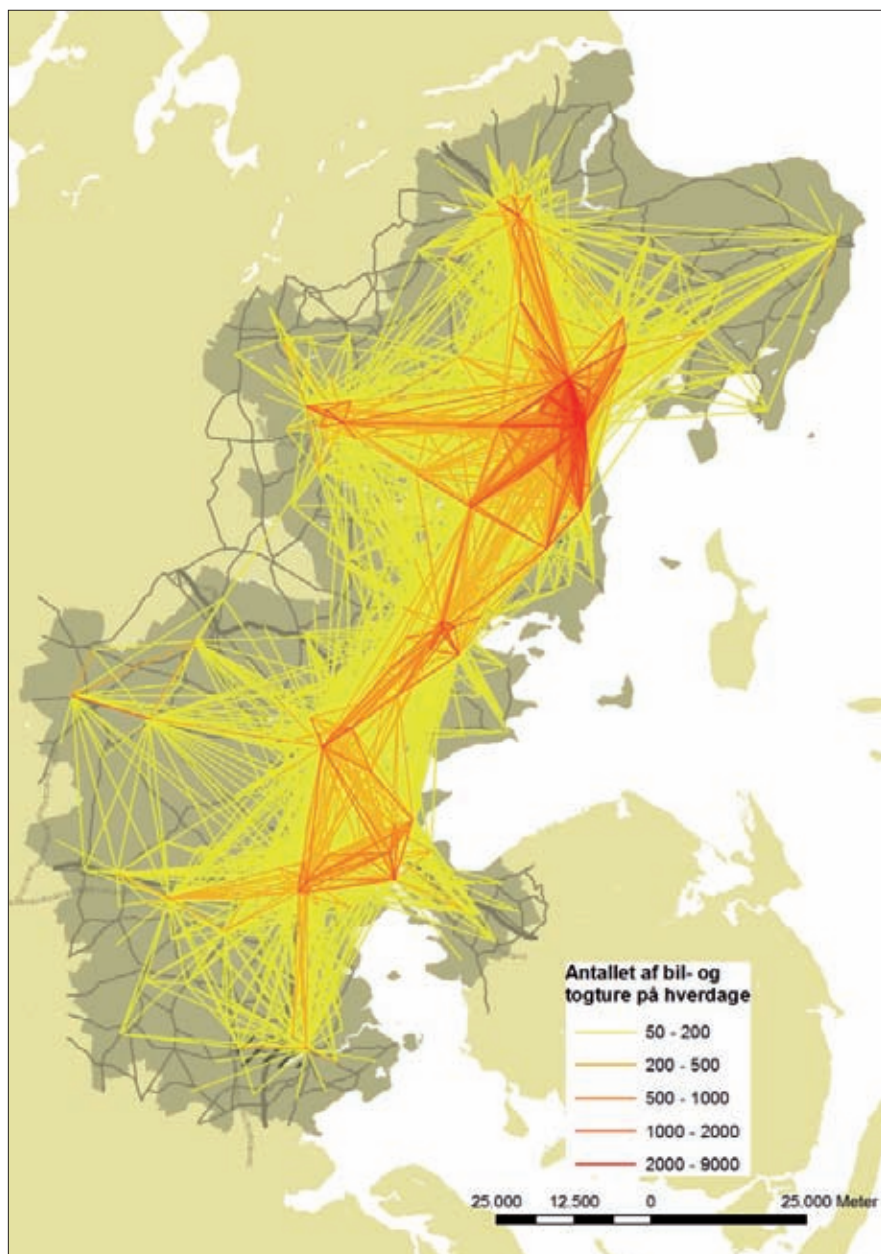 Antallet af bil- og
togture på hverdage
50 - 200
200 - 500
500 - 1000
1000 - 2000
2000 - 9000
25.000 12.500 0 25.000 Meter